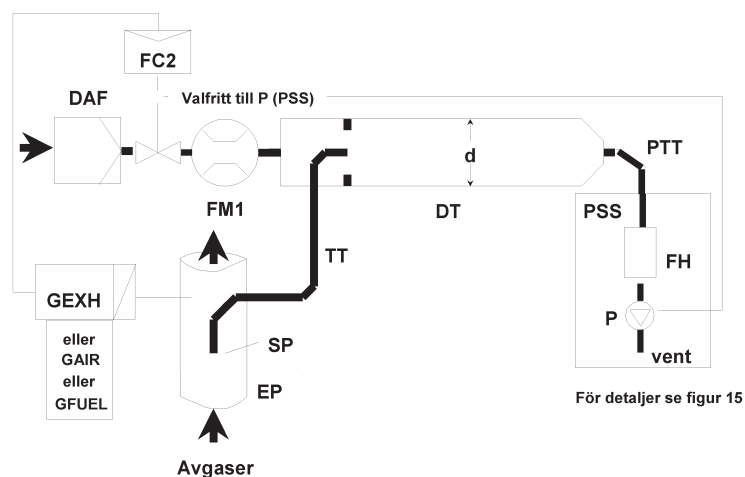 FC2
DAF
Valfritt till P (PSS)
PTT
d
FM1
DT
PSS
TT
FH
GEXH
P
eller
GAIR
eller
GFUEL
SP
vent
EP
För detaljer se figur 15
Avgaser